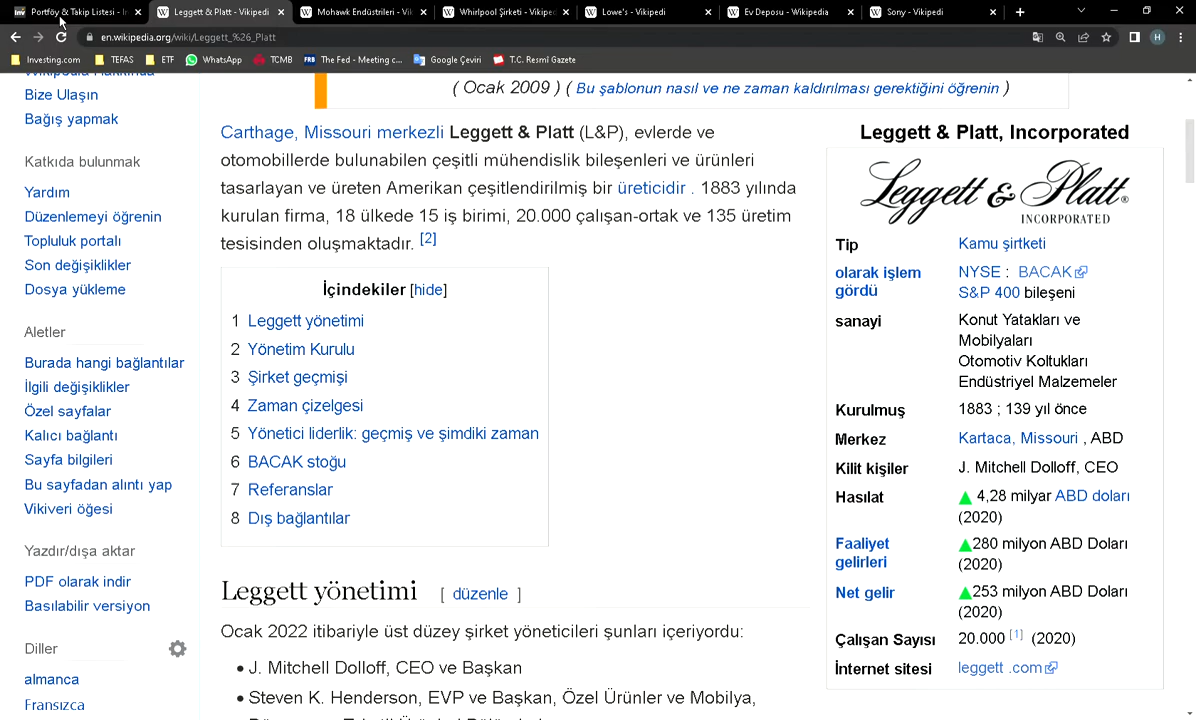 Portföy & Takip Listesi - In
Leggett & Platt - Vikipedi
Mohawk Endüstrileri - Vik
Whirlpool Şirketi - Vikiped
Lowe's - Vikipedi
Ev Deposu - Wikipedia
Sony - Vikipedi
en.wikipedia.org/wiki/Leggett_%26_Platt
H
Investing.com
TEFAS
ETF
WhatsApp
TCMB
The Fed - Meeting c...
Google Çeviri
T.C. Resmî Gazete
Wikipedia Hakkında
Bize Ulaşın
Bağış yapmak
Katkıda bulunmak
Yardım
Düzenlemeyi öğrenin
Topluluk portalı
Son değişiklikler
Dosya yükleme
Aletler
Burada hangi bağlantılar
İlgili değişiklikler
Özel sayfalar
Kalıcı bağlantı
Sayfa bilgileri
Bu sayfadan alıntı yap
Vikiveri öğesi
Yazdır/dışa aktar
PDF olarak indir
Basılabilir versiyon
Diller
almanca
Fransızca
( Ocak 2009 ) ( Bu şablonun nasıl ve ne zaman kaldırılması gerektiğini öğrenin )
Carthage, Missouri merkezli Leggett & Platt (L&P), evlerde ve
otomobillerde bulunabilen çeşitli mühendislik bileşenleri ve ürünleri
tasarlayan ve üreten Amerikan çeşitlendirilmiş bir üreticidir . 1883 yılında
kurulan firma, 18 ülkede 15 iş birimi, 20.000 çalışan-ortak ve 135 üretim
tesisinden oluşmaktadır. [2]
İçindekiler [hide]
1 Leggett yönetimi
2 Yönetim Kurulu
3 Şirket geçmişi
4 Zaman çizelgesi
5 Yönetici liderlik: geçmiş ve şimdiki zaman
6 BACAK stoğu
7 Referanslar
8 Dış bağlantılar
Leggett yönetimi [ düzenle ]
Ocak 2022 itibariyle üst düzey şirket yöneticileri şunları içeriyordu:
• J. Mitchell Dolloff, CEO ve Başkan
• Steven K. Henderson, EVP ve Başkan, Özel Ürünler ve Mobilya,
Leggett & Platt, Incorporated
Leggett & Platt®
INCORPORATED
Tip Kamu şirtketi
olarak işlem gördü NYSE : BACAK
S&P 400 bileşeni
sanayi Konut Yatakları ve
Mobilyaları
Otomotiv Koltukları
Endüstriyel Malzemeler
Kurulmuş 1883 ; 139 yıl önce
Merkez Kartaca, Missouri , ABD
Kilit kişiler J. Mitchell Dolloff, CEO
Hasılat 4,28 milyar ABD doları
(2020)
Faaliyet gelirleri 280 milyon ABD Doları
(2020)
Net gelir 253 milyon ABD Doları
(2020)
Çalışan Sayısı 20.000 [1] (2020)
İnternet sitesi leggett .com